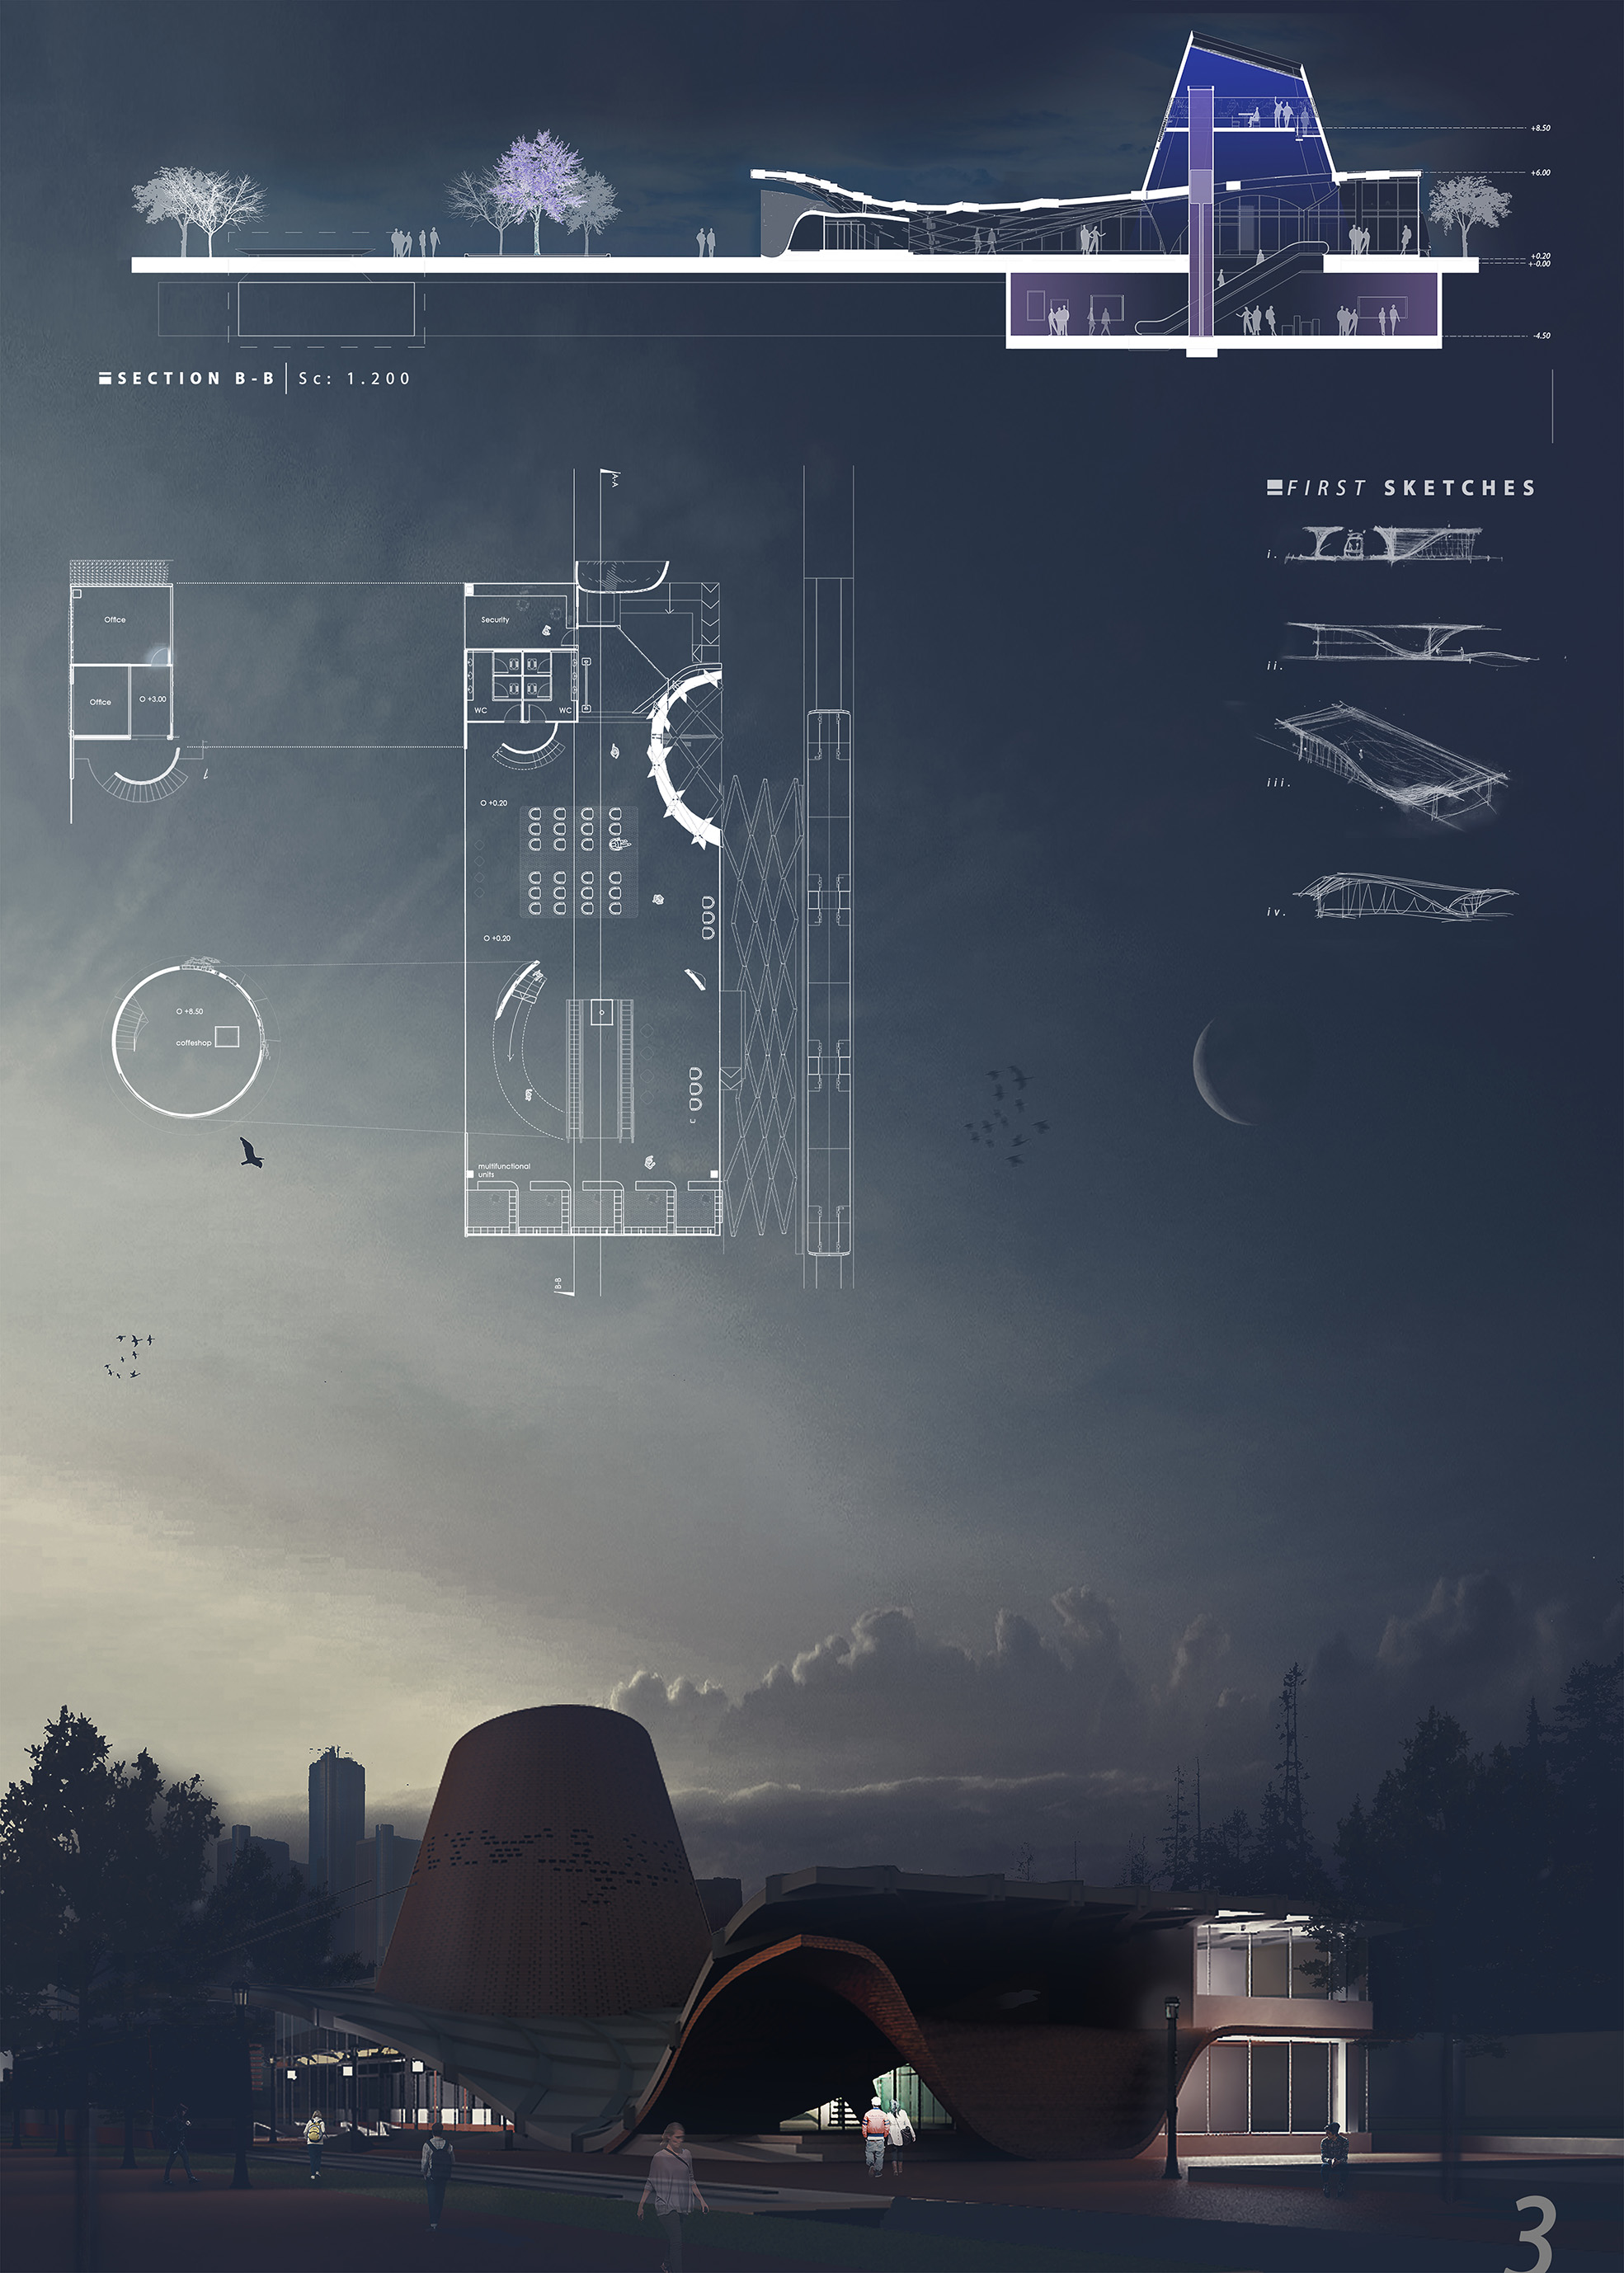 +8.50
+6.00
+0.20
+-0.00
-4.50
SECTION B-B | Sc: 1.200
FIRST SKETCHES
i.
ii.
iii.
iv.
A-A
Office
Office
O +3.00
Security
WC
WC
O +0.20
O +0.20
O +8.50
coffeshop
multifunctional
units
B-B
3